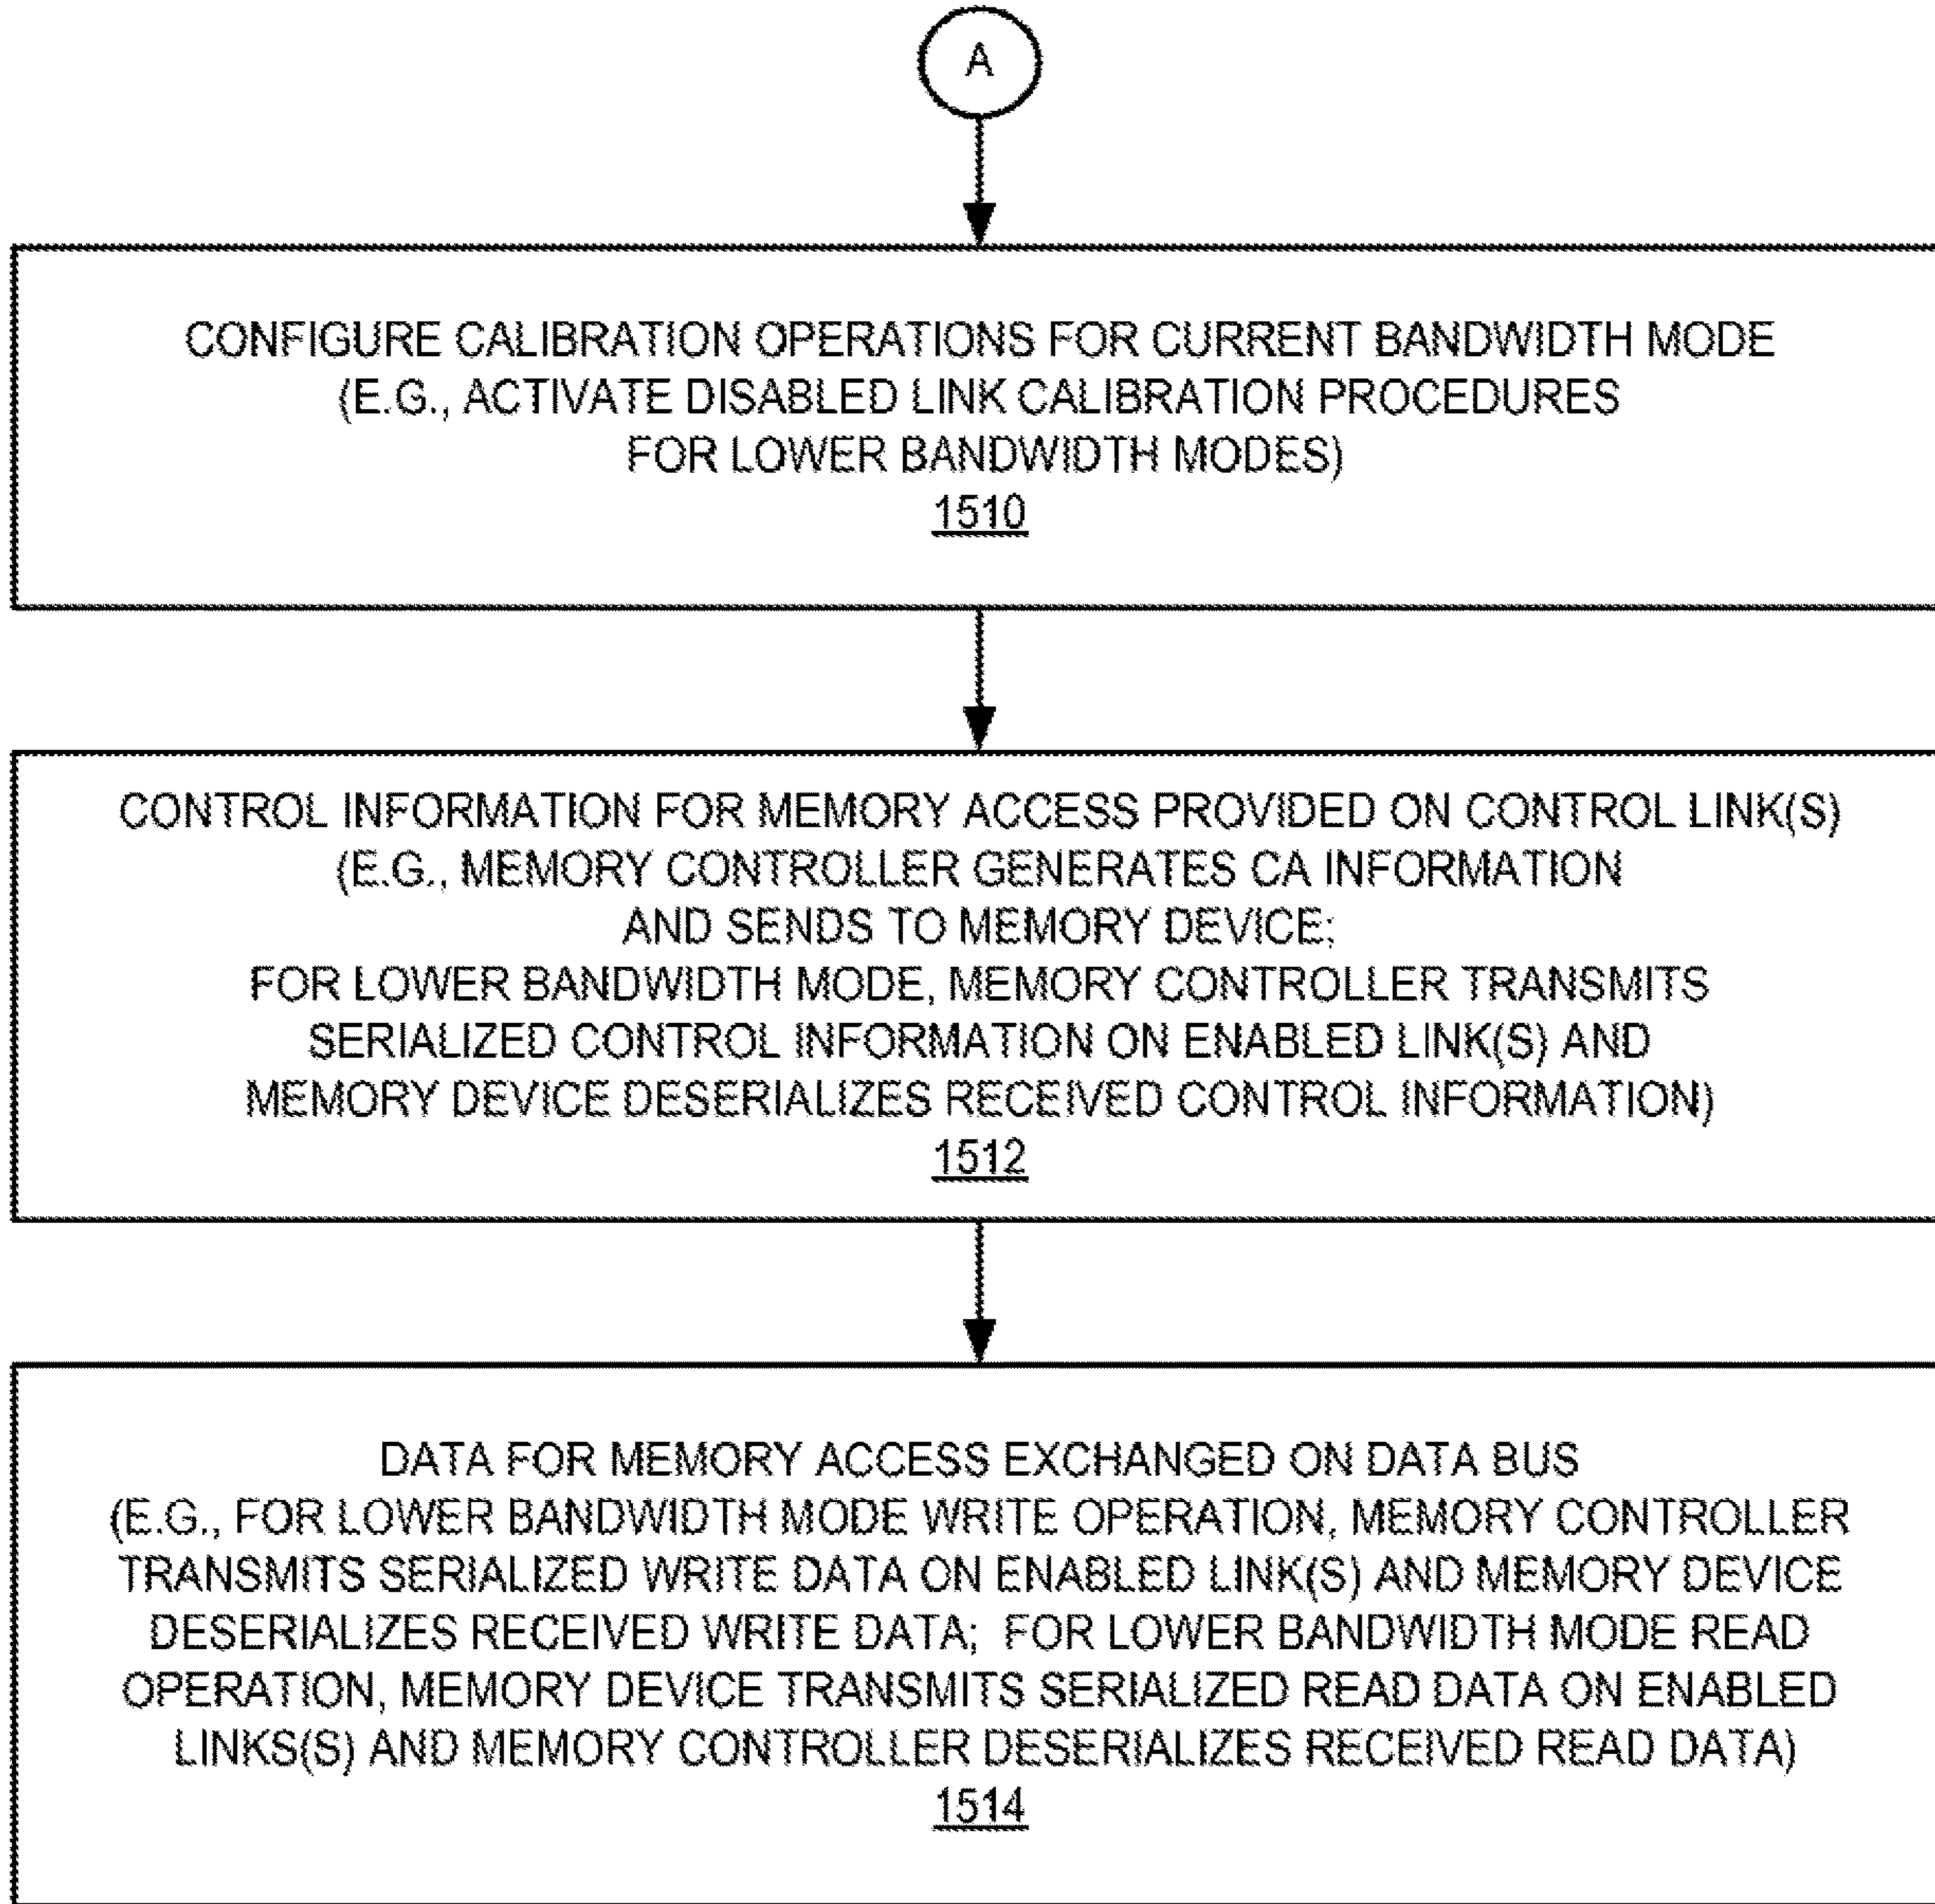 A
CONFIGURE CALIBRATION OPERATIONS FOR CURRENT BANDWIDTH MODE
(E.G., ACTIVATE DISABLED LINK CALIBRATION PROCEDURES
FOR LOWER BANDWIDTH MODES)
1510
CONTROL INFORMATION FOR MEMORY ACCESS PROVIDED ON CONTROL LINK(S)
(E.G., MEMORY CONTROLLER GENERATES CA INFORMATION
AND SENDS TO MEMORY DEVICE;
FOR LOWER BANDWIDTH MODE, MEMORY CONTROLLER TRANSMITS
SERIALIZED CONTROL INFORMATION ON ENABLED LINK(S) AND
MEMORY DEVICE DESERIALIZES RECEIVED CONTROL INFORMATION)
1512
DATA FOR MEMORY ACCESS EXCHANGED ON DATA BUS
(E.G., FOR LOWER BANDWIDTH MODE WRITE OPERATION, MEMORY CONTROLLER
TRANSMITS SERIALIZED WRITE DATA ON ENABLED LINK(S) AND MEMORY DEVICE
DESERIALIZES RECEIVED WRITE DATA; FOR LOWER BANDWIDTH MODE READ
OPERATION, MEMORY DEVICE TRANSMITS SERIALIZED READ DATA ON ENABLED
LINKS(S) AND MEMORY CONTROLLER DESERIALIZES RECEIVED READ DATA)
1514